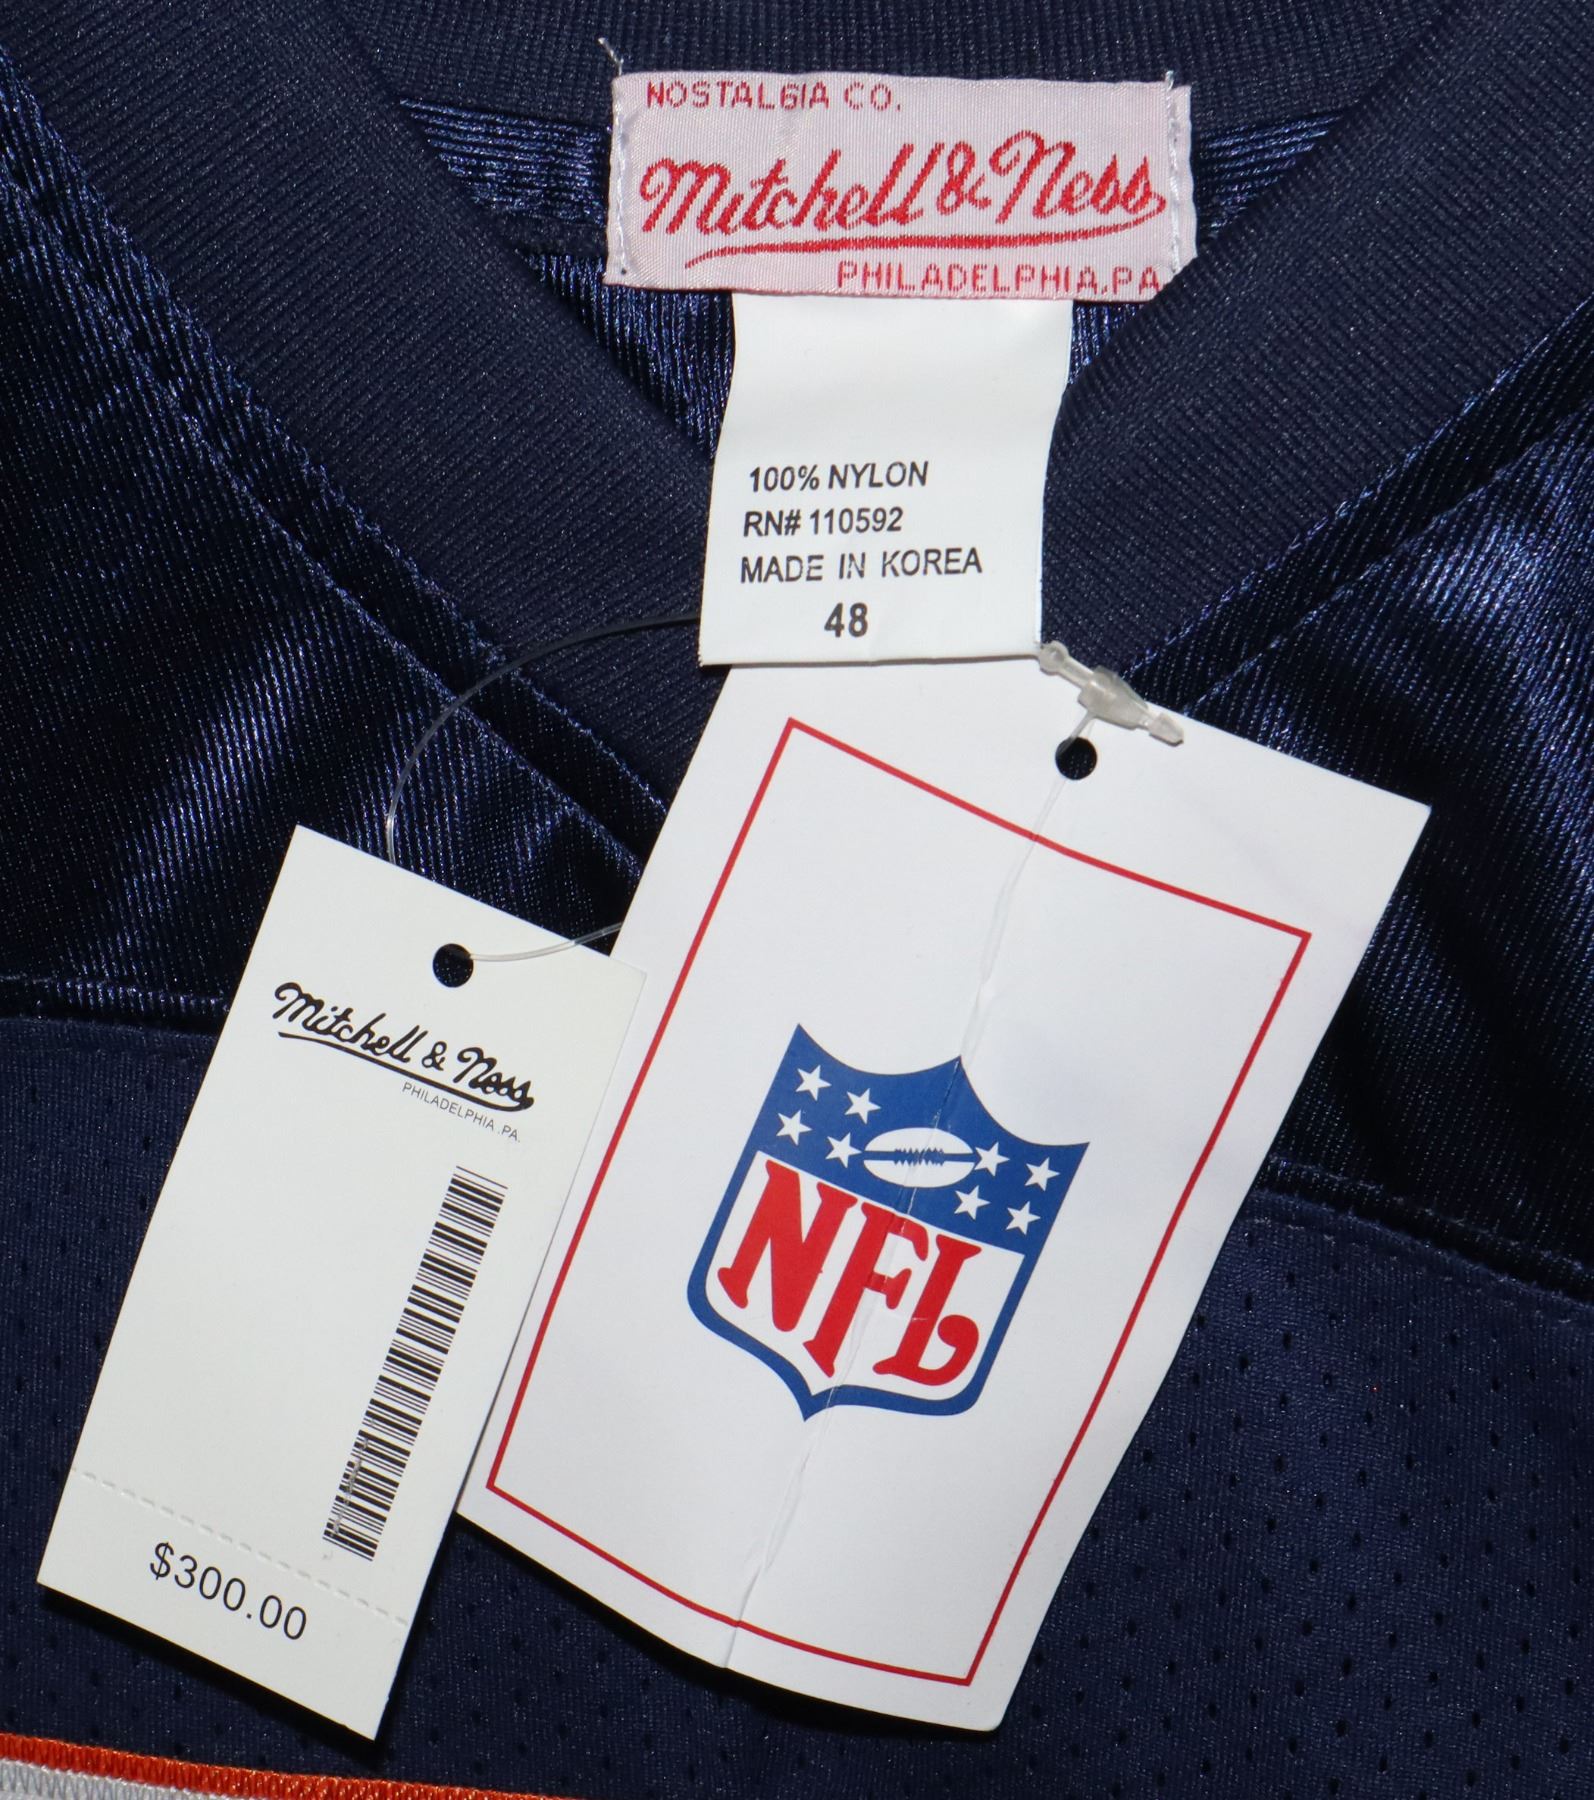 NOSTALGIA CO.
Mitchell & Ness
PHILADELPHIA, PA
100% NYLON
RN# 110592
MADE IN KOREA
48
Mitchell & Ness
PHILADELPHIA .PA.
$300.00
NFL